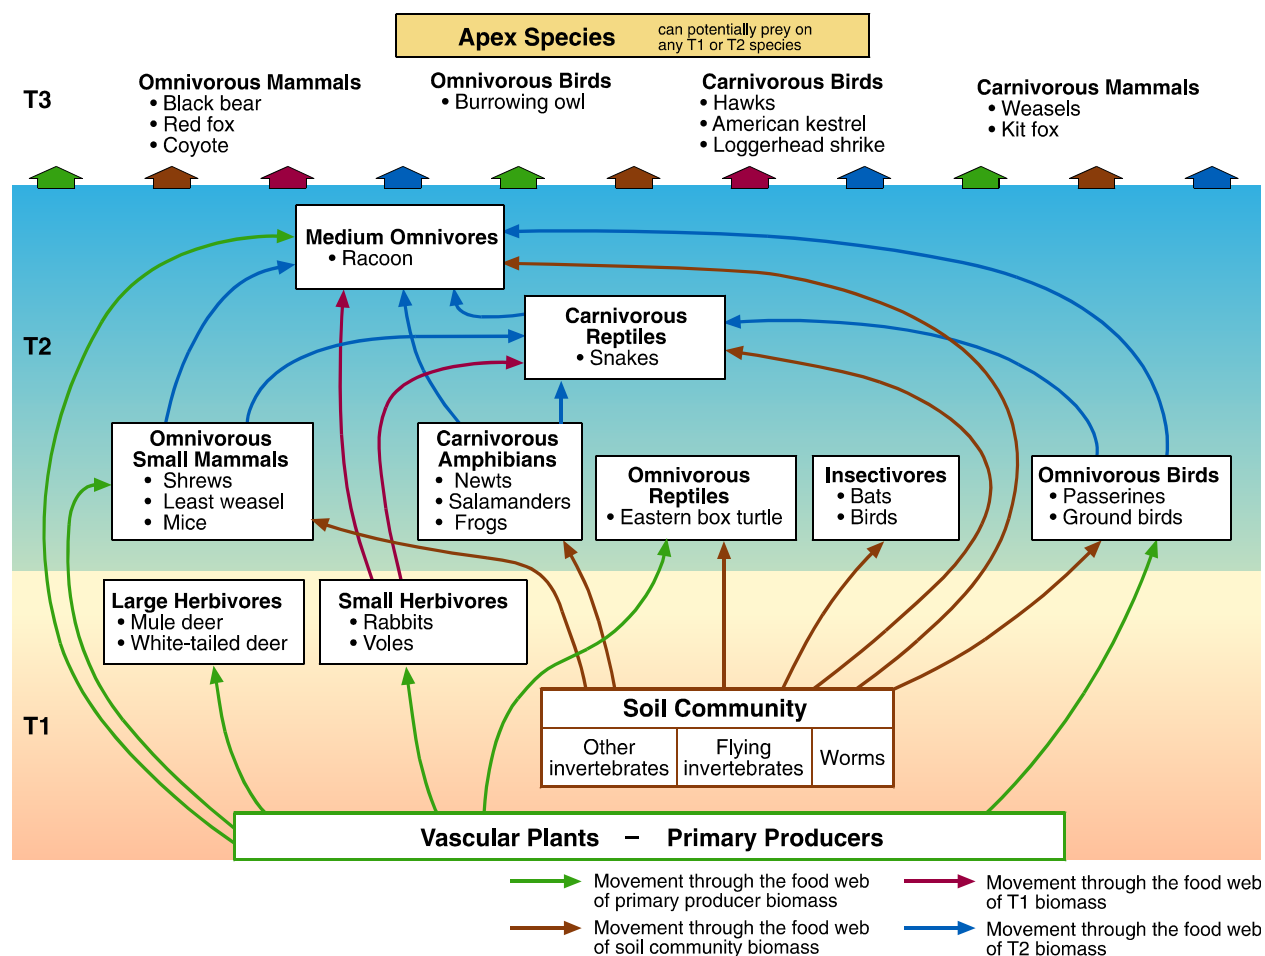 Apex Species
can potentially prey on
any T1 or T2 species
T3
Omnivorous Mammals
• Black bear
• Red fox
• Coyote
Omnivorous Birds
• Burrowing owl
Carnivorous Birds
• Hawks
• American kestrel
• Loggerhead shrike
Carnivorous Mammals
• Weasels
• Kit fox
T2
Medium Omnivores
• Racoon
Carnivorous
Reptiles
• Snakes
Omnivorous
Small Mammals
• Shrews
• Least weasel
• Mice
Carnivorous
Amphibians
• Newts
• Salamanders
• Frogs
Omnivorous
Reptiles
• Eastern box turtle
Insectivores
• Bats
• Birds
Omnivorous Birds
• Passerines
• Ground birds
T1
Large Herbivores
• Mule deer
• White-tailed deer
Small Herbivores
• Rabbits
• Voles
Soil Community
Other
invertebrates
Flying
invertebrates
Worms
Vascular Plants – Primary Producers
Movement through the food web
of primary producer biomass
Movement through the food web
of soil community biomass
Movement through the food web
of T1 biomass
Movement through the food web
of T2 biomass